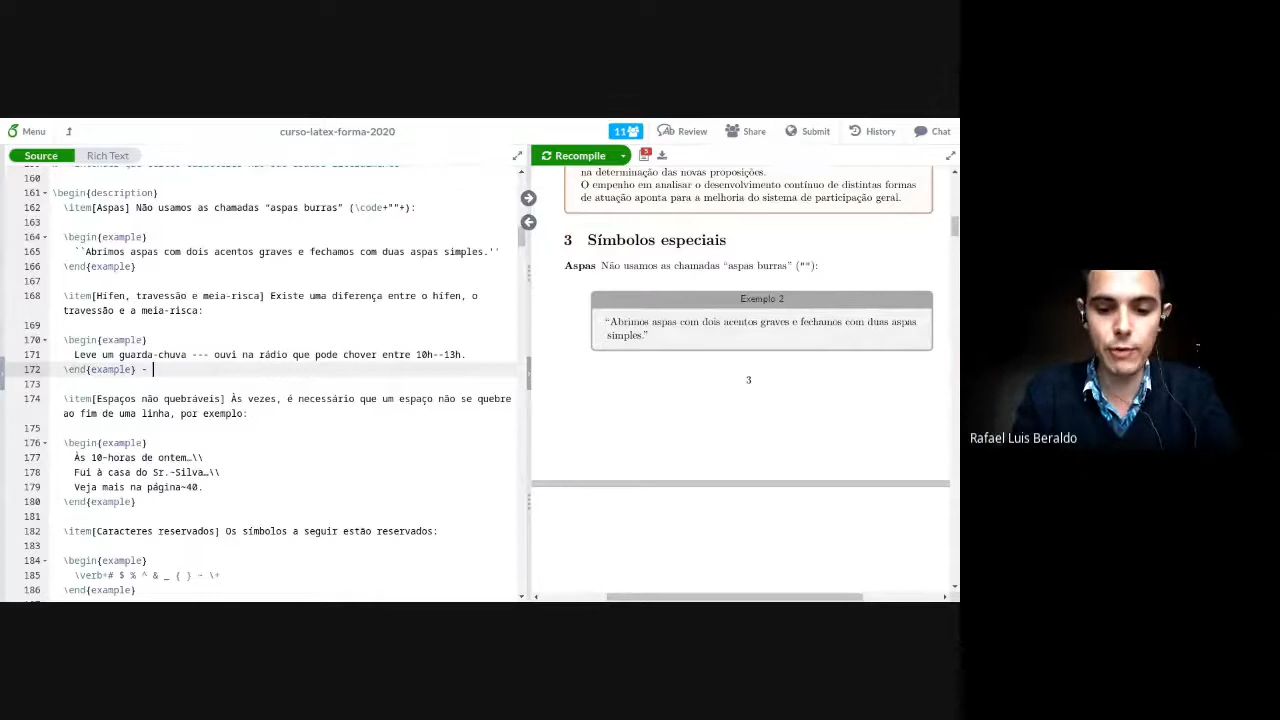 Menu
curso-latex-forma-2020
11
Review
Share
Submit
History
Chat
Source
Rich Text
Recompile
160
161 \begin{description}
162 \item[Aspas] Não usamos as chamadas “aspas burras” (\code+""+):
163
164 \begin{example}
165 ``Abrimos aspas com dois acentos graves e fechamos com duas aspas simples.''
166 \end{example}
167
168 \item[Hífen, travessão e meia-risca] Existe uma diferença entre o hífen, o
travessão e a meia-risca:
169
170 \begin{example}
171 Leve um guarda-chuva --- ouvi na rádio que pode chover entre 10h--13h.
172 \end{example} -
173
174 \item[Espaços não quebráveis] Às vezes, é necessário que um espaço não se quebre
ao fim de uma linha, por exemplo:
175
176 \begin{example}
177 Às 10~horas de ontem…\\
178 Fui à casa do Sr.~Silva…\\
179 Veja mais na página~40.
180 \end{example}
181
182 \item[Caracteres reservados] Os símbolos a seguir estão reservados:
183
184 \begin{example}
185 \verb+# $ % ^ & _ { } ~ \+
186 \end{example}
na determinação das novas proposições.
O empenho em analisar o desenvolvimento contínuo de distintas formas
de atuação aponta para a melhoria do sistema de participação geral.
3 Símbolos especiais
Aspas Não usamos as chamadas “aspas burras” (""):
Exemplo 2
“Abrimos aspas com dois acentos graves e fechamos com duas aspas
simples.”
3
Rafael Luis Beraldo